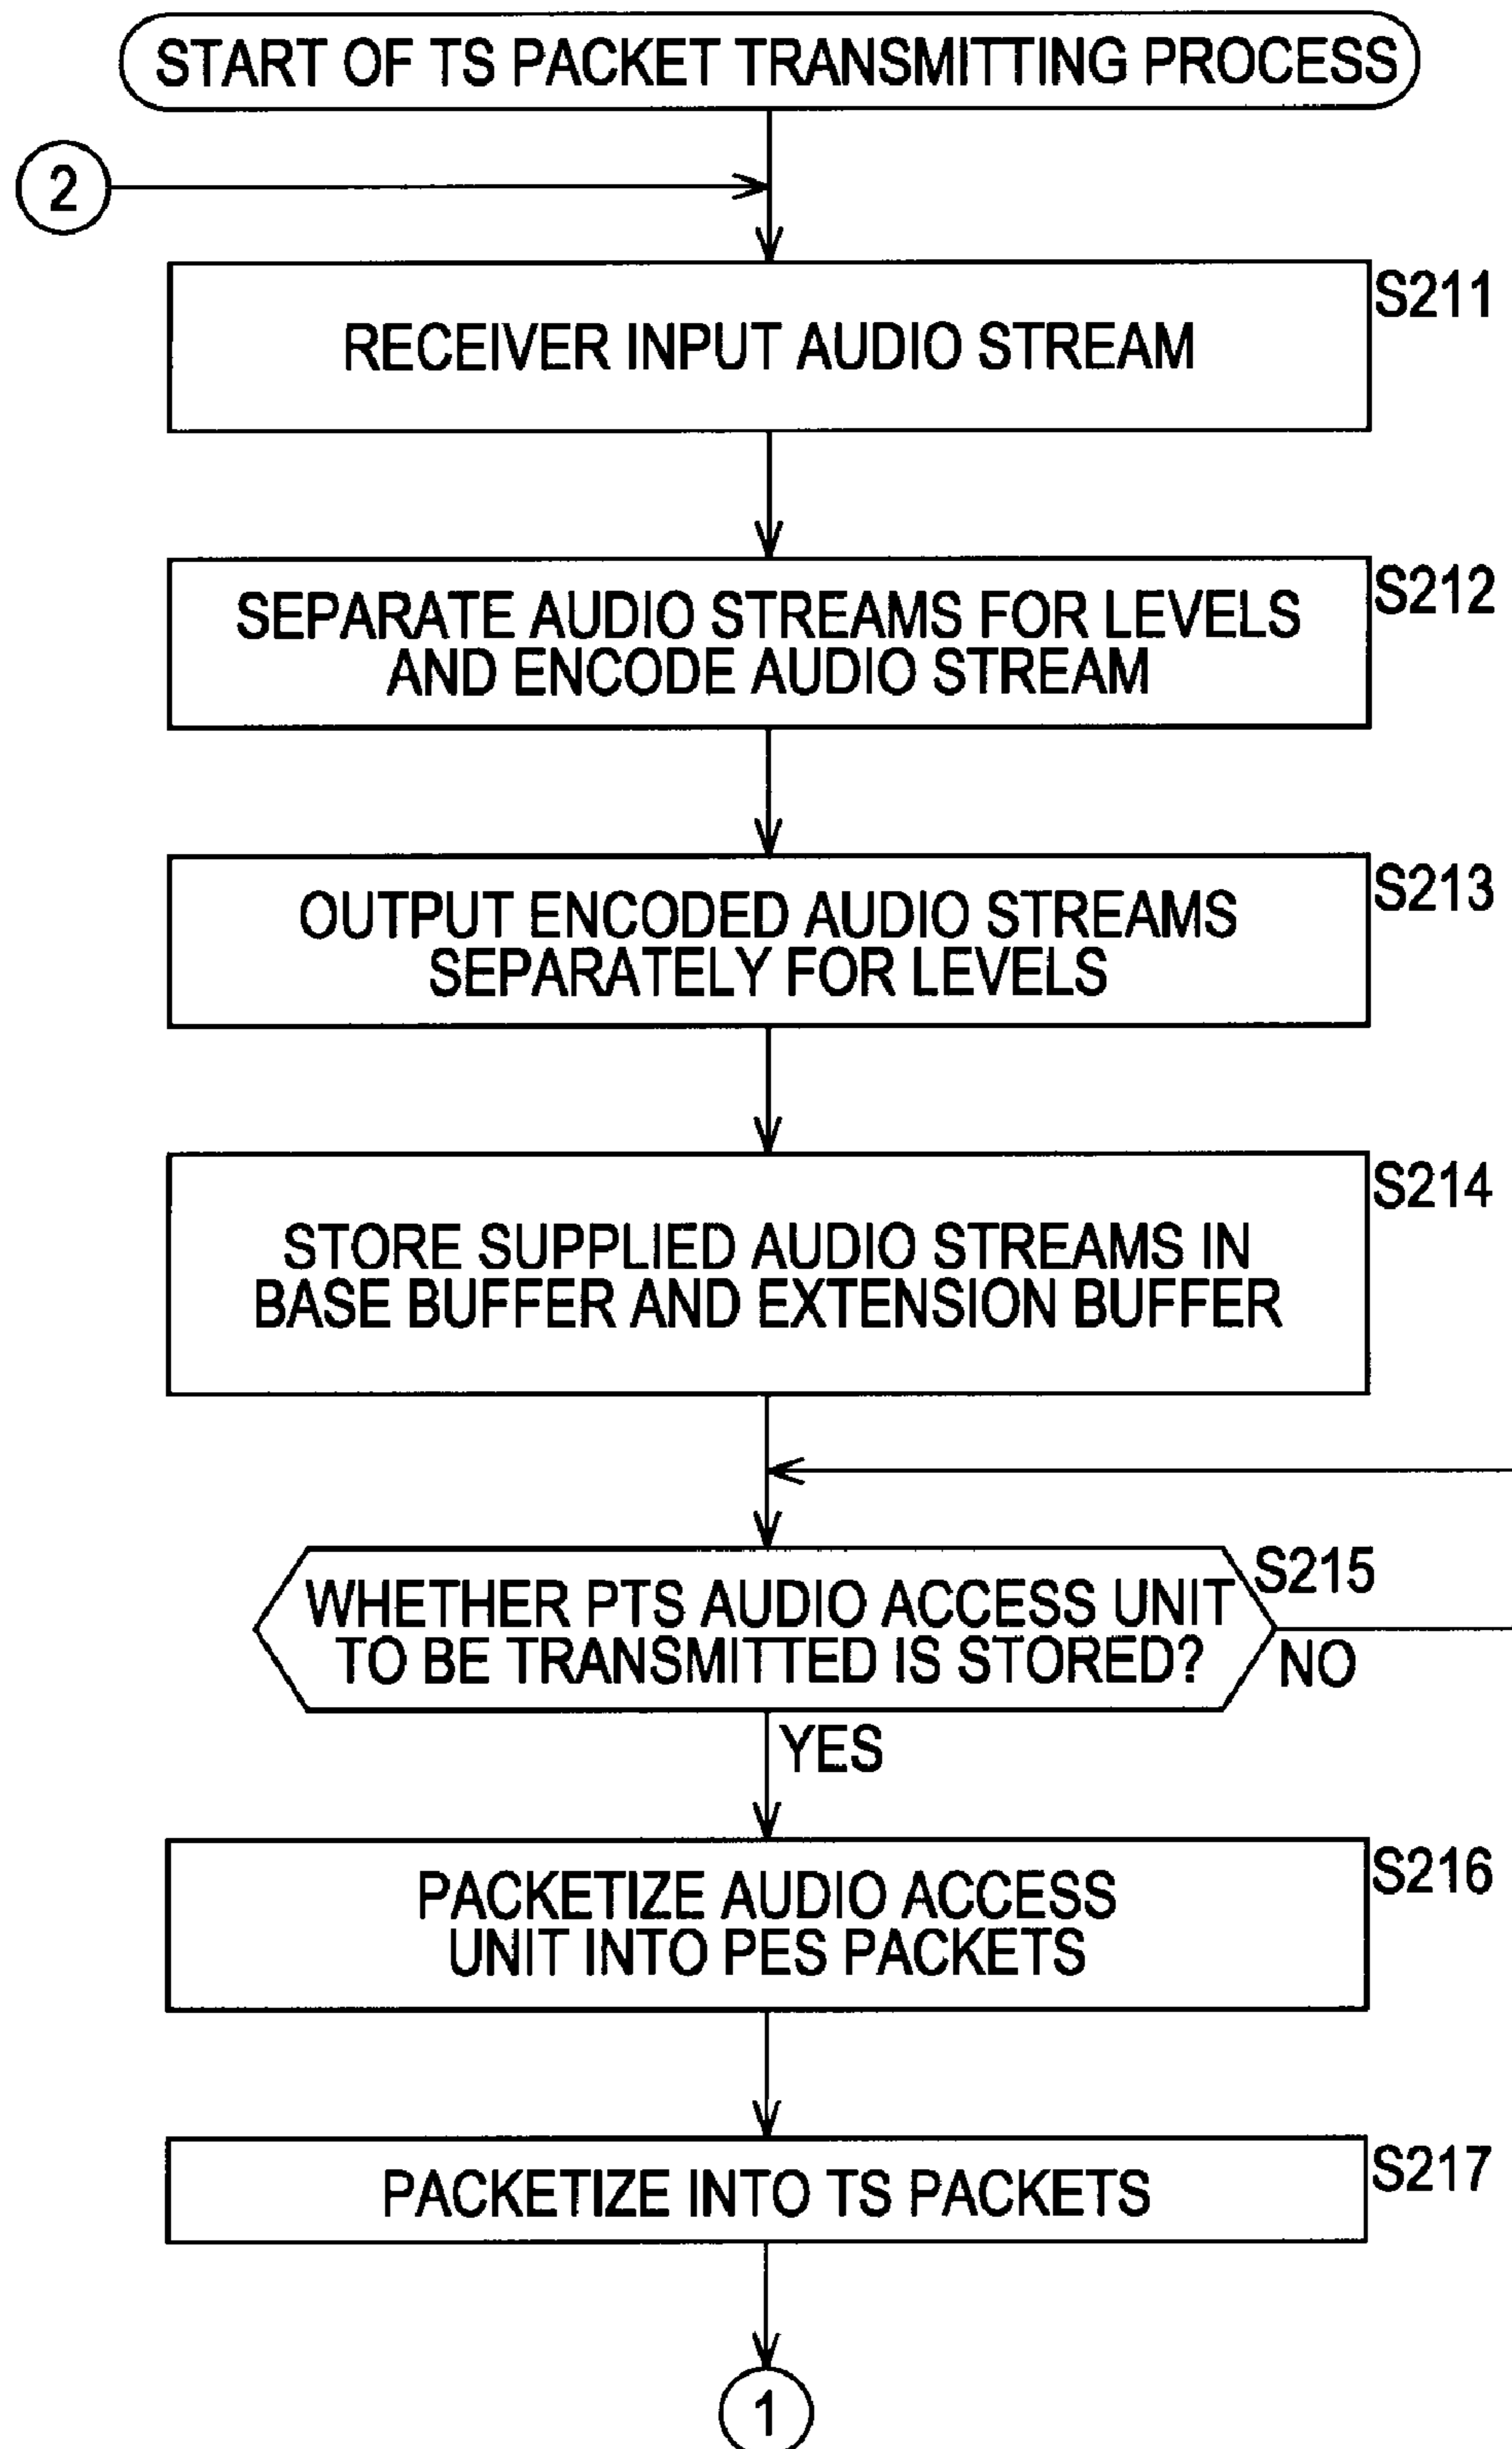 START OF TS PACKET TRANSMITTING PROCESS
2
S211
RECEIVER INPUT AUDIO STREAM
S212
SEPARATE AUDIO STREAMS FOR LEVELS
AND ENCODE AUDIO STREAM
S213
OUTPUT ENCODED AUDIO STREAMS
SEPARATELY FOR LEVELS
S214
STORE SUPPLIED AUDIO STREAMS IN
BASE BUFFER AND EXTENSION BUFFER
S215
WHETHER PTS AUDIO ACCESS UNIT
TO BE TRANSMITTED IS STORED?
NO
YES
S216
PACKETIZE AUDIO ACCESS
UNIT INTO PES PACKETS
S217
PACKETIZE INTO TS PACKETS
1